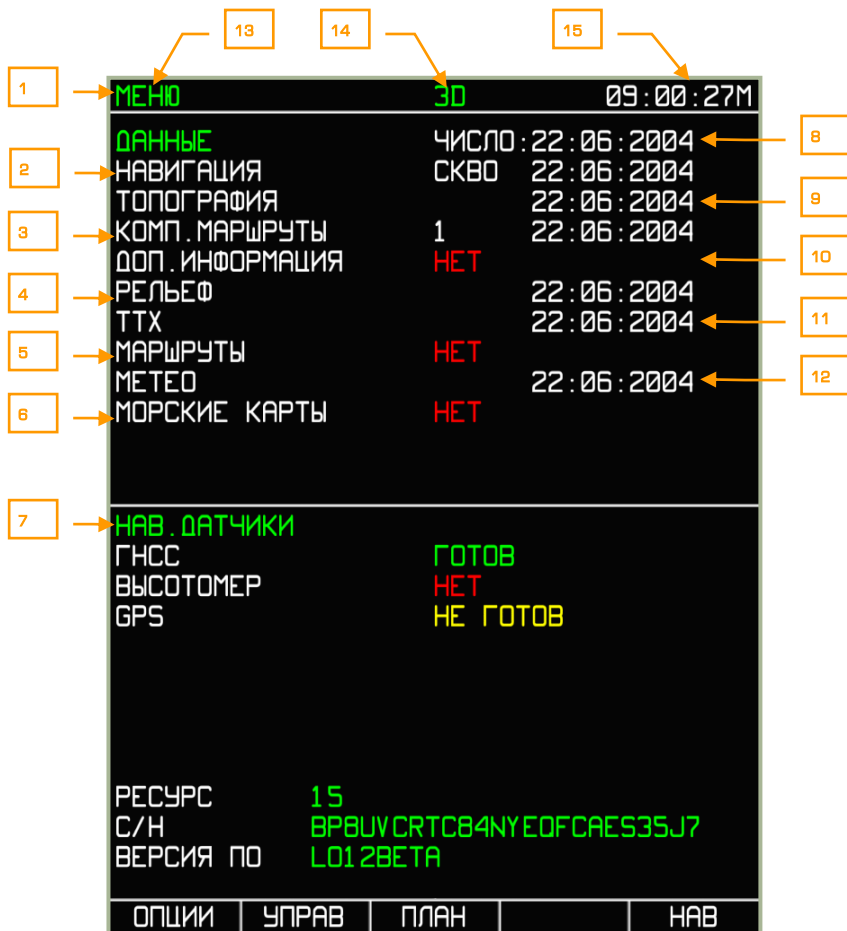 13 14 15
1 МЕНЮ 3D 09:00:27М
ДАННЫЕ ЧИСЛО:22:06:2004 8
2 НАВИГАЦИЯ СКВО 22:06:2004
ТОПОГРАФИЯ 22:06:2004 9
3 КОМП.МАРШРУТЫ 1 22:06:2004
ДОП.ИНФОРМАЦИЯ НЕТ 10
4 РЕЛЬЕФ 22:06:2004
ТТХ 22:06:2004 11
5 МАРШРУТЫ НЕТ
МЕТЕО 22:06:2004 12
6 МОРСКИЕ КАРТЫ НЕТ
7 НАВ.ДАТЧИКИ
ГНСС ГОТОВ
ВЫСОТОМЕР НЕТ
GPS НЕ ГОТОВ
РЕСУРС 15
С/Н BP8UVCRTC84NYEQFCAES35J7
ВЕРСИЯ ПО L012BETA
ОПЦИИ УПРАВ ПЛАН НАВ